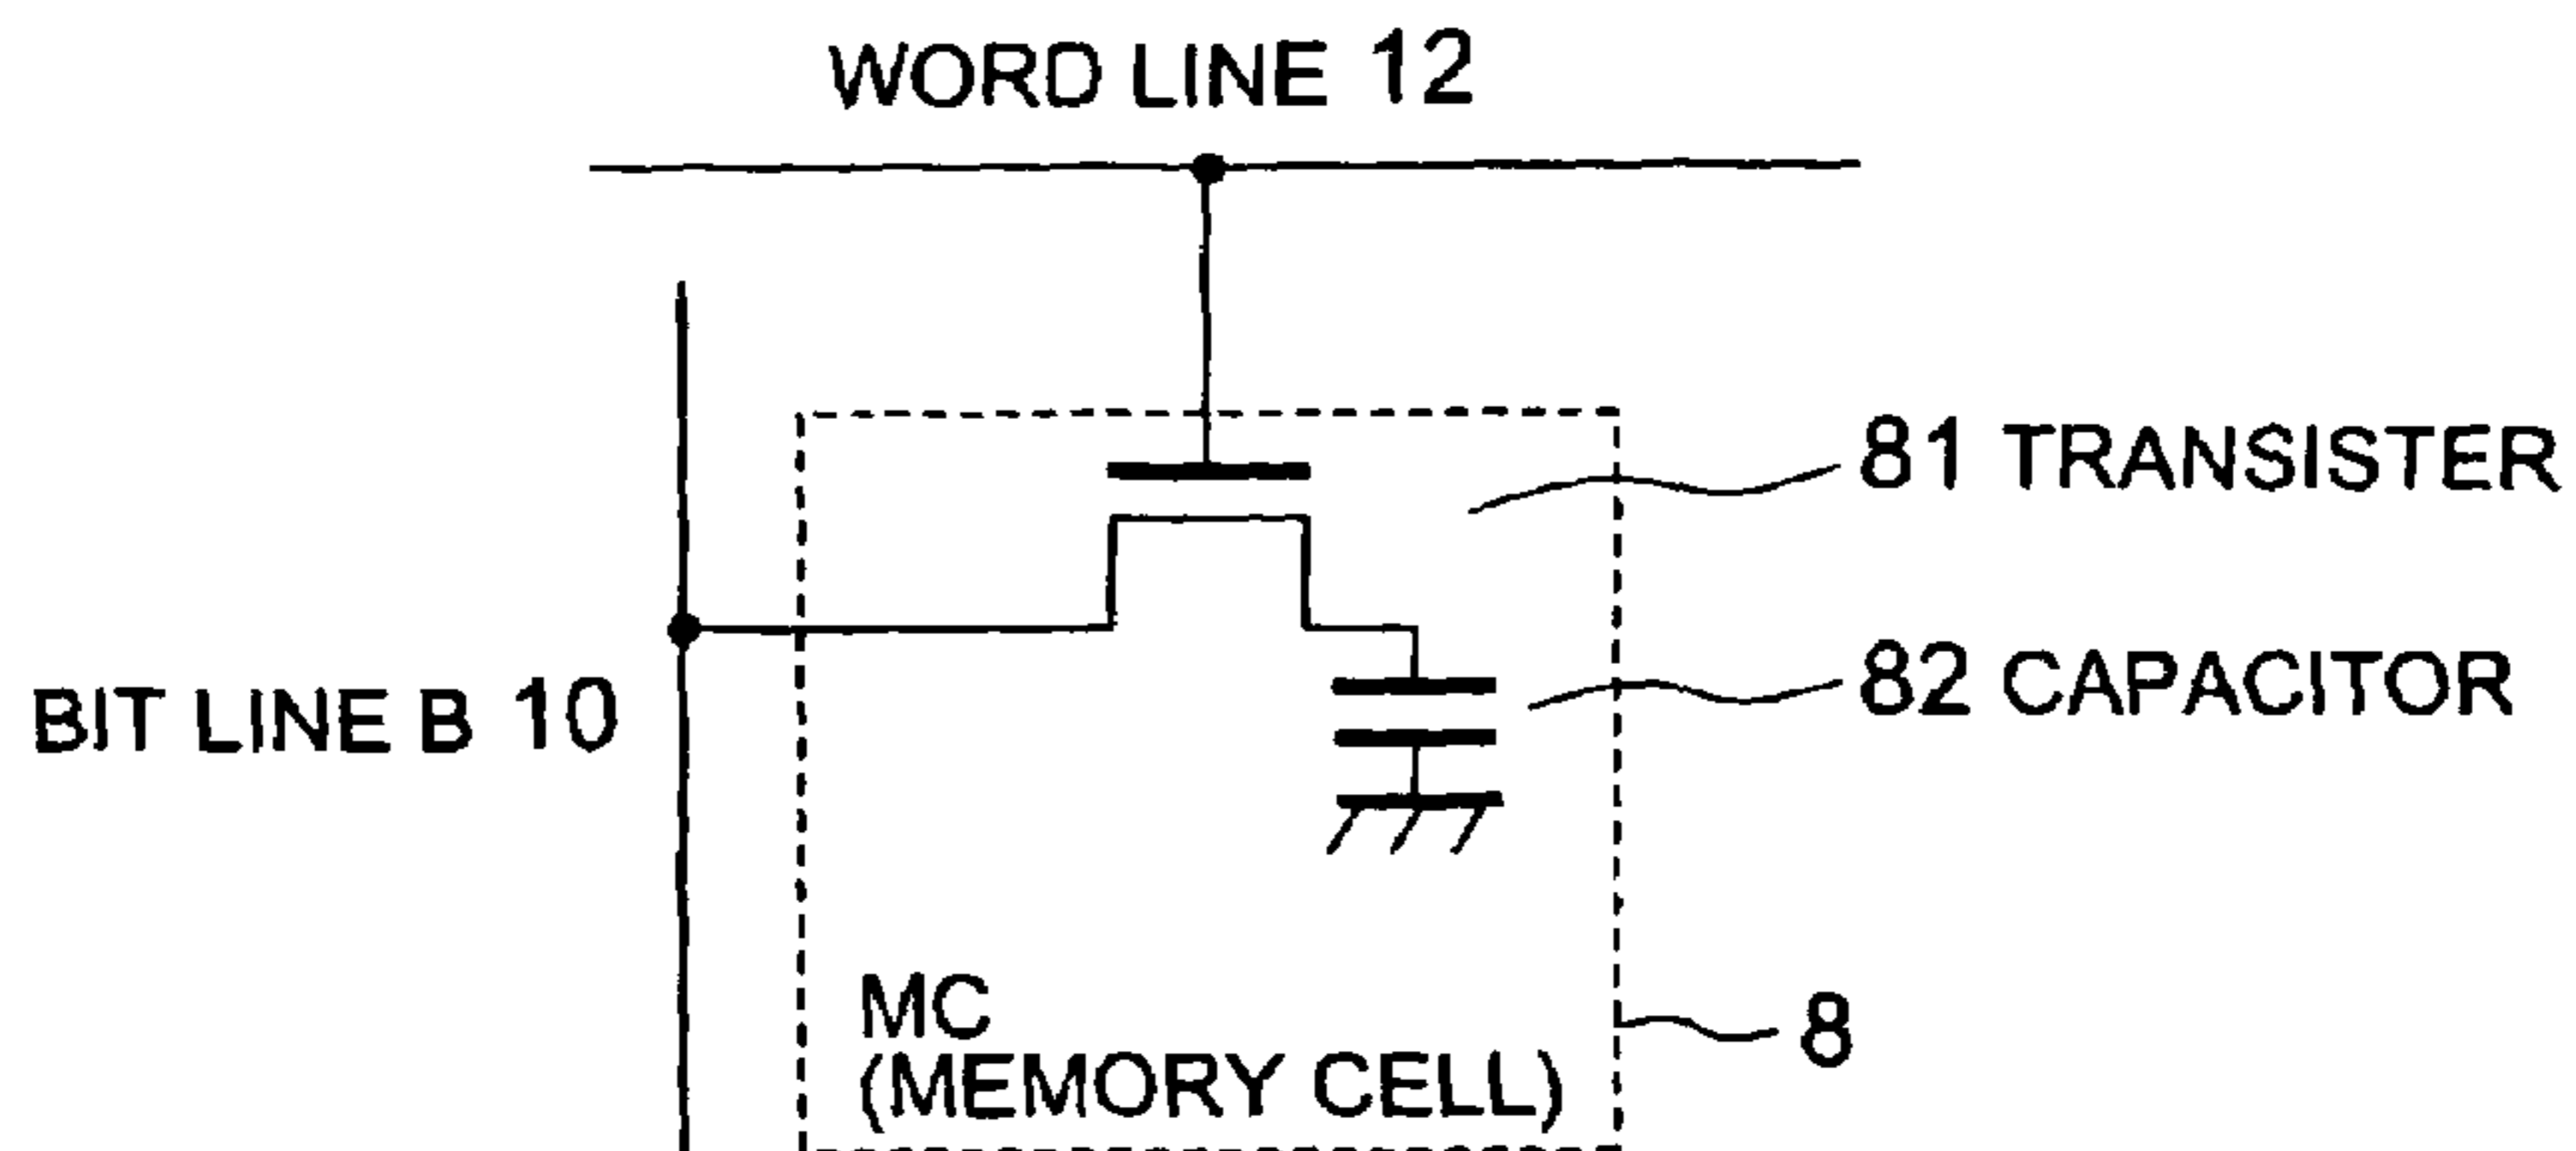 WORD LINE 12
81 TRANSISTER
82 CAPACITOR
BIT LINE B 10
MC
(MEMORY CELL)
8